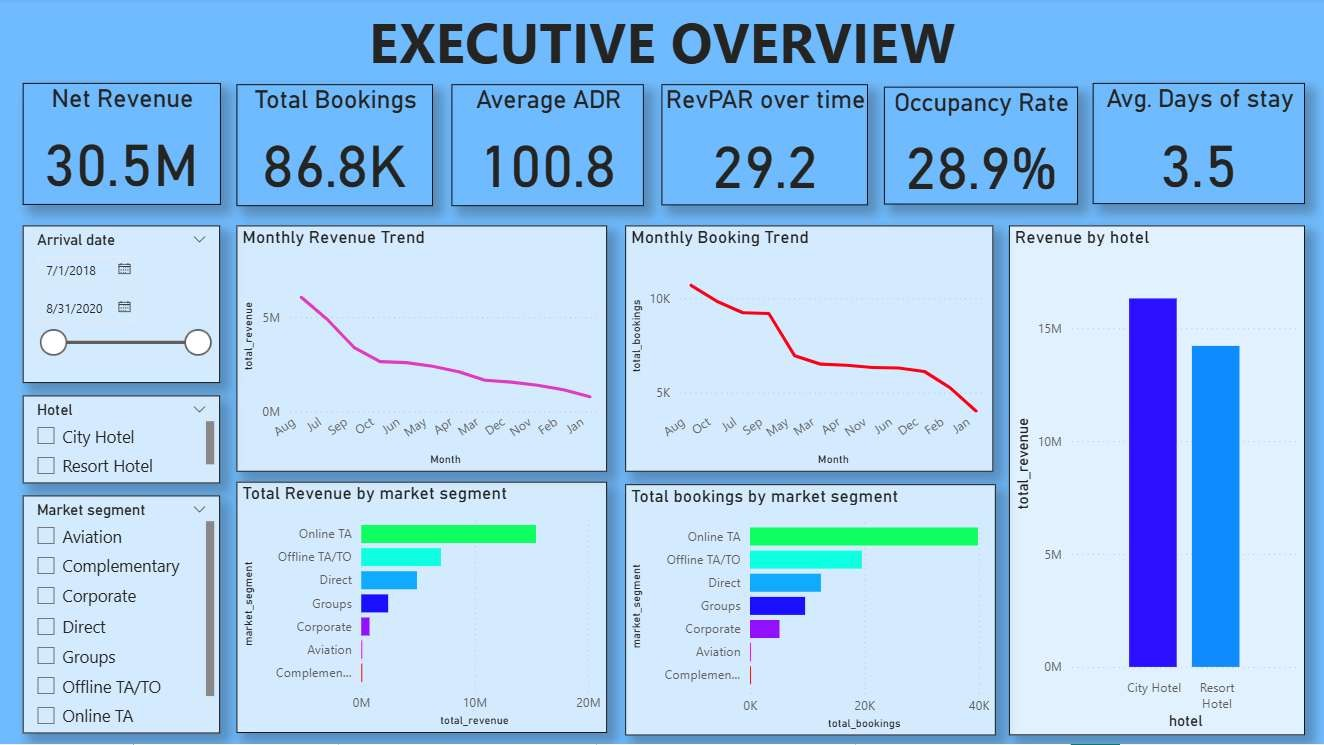 EXECUTIVE OVERVIEW
Net Revenue
30.5M
Total Bookings
86.8K
Average ADR
100.8
RevPAR over time
29.2
Occupancy Rate
28.9%
Avg. Days of stay
3.5
Arrival date
7/1/2018
8/31/2020
Hotel
City Hotel
Resort Hotel
Market segment
Aviation
Complementary
Corporate
Direct
Groups
Offline TA/TO
Online TA
Monthly Revenue Trend
total_revenue
5M
0M
Aug
Jul
Sep
Oct
Jun
May
Apr
Mar
Dec
Nov
Feb
Jan
Month
Monthly Booking Trend
total_bookings
10K
5K
Aug
Oct
Jul
Sep
May
Mar
Apr
Nov
Jun
Dec
Feb
Jan
Month
Total Revenue by market segment
market_segment
Online TA
Offline TA/TO
Direct
Groups
Corporate
Aviation
Complemen...
0M
10M
20M
total_revenue
Total bookings by market segment
market_segment
Online TA
Offline TA/TO
Direct
Groups
Corporate
Aviation
Complemen...
0K
20K
40K
total_bookings
Revenue by hotel
total_revenue
15M
10M
5M
0M
City Hotel
Resort
Hotel
hotel